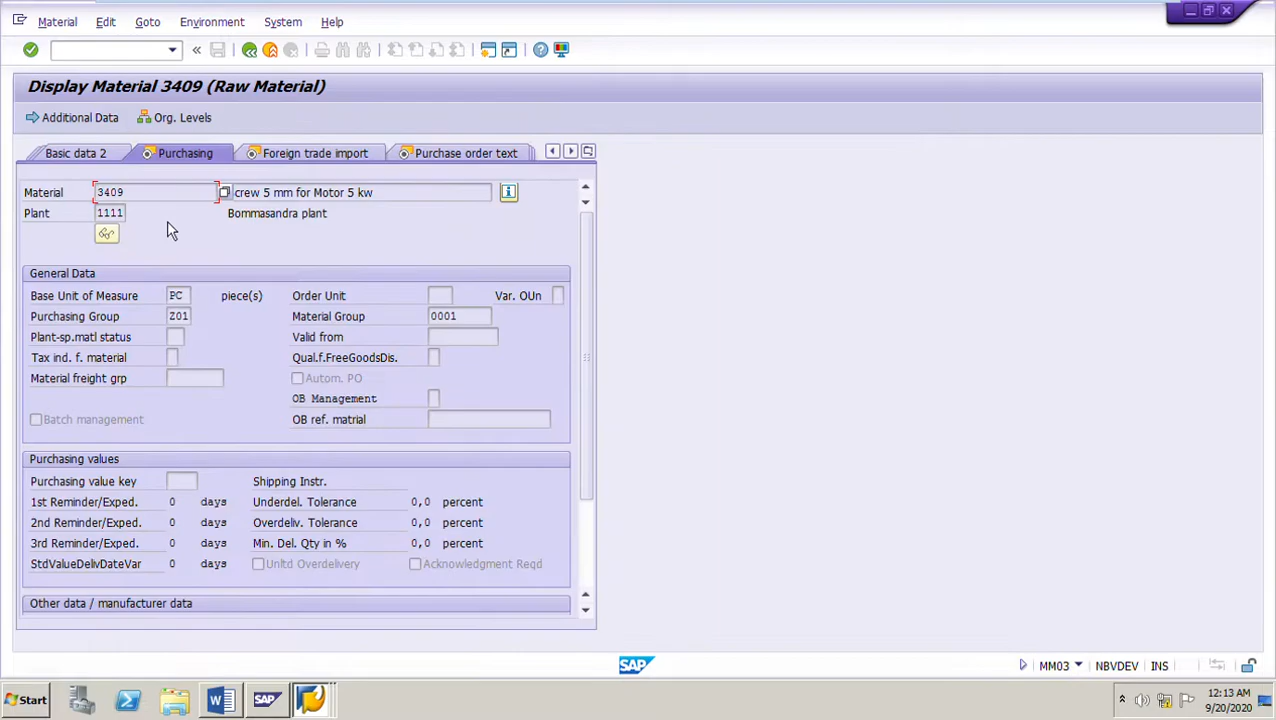 Material Edit Goto Environment System Help
Display Material 3409 (Raw Material)
Additional Data Org. Levels
Basic data 2 Purchasing Foreign trade import Purchase order text
Material 3409 crew 5 mm for Motor 5 kw
Plant 1111 Bommasandra plant
General Data
Base Unit of Measure PC piece(s) Order Unit Var. OUn
Purchasing Group Z01 Material Group 0001
Plant-sp.matl status Valid from
Tax ind. f. material Qual.f.FreeGoodsDis.
Material freight grp Autom. PO
OB Management
Batch management OB ref. matrial
Purchasing values
Purchasing value key Shipping Instr.
1st Reminder/Exped. 0 days Underdel. Tolerance 0,0 percent
2nd Reminder/Exped. 0 days Overdeliv. Tolerance 0,0 percent
3rd Reminder/Exped. 0 days Min. Del. Qty in % 0,0 percent
StdValueDelivDateVar 0 days Unltd Overdelivery Acknowledgment Reqd
Other data / manufacturer data
SAP MM03 NBVDEV INS
Start SAP 12:13 AM
9/20/2020